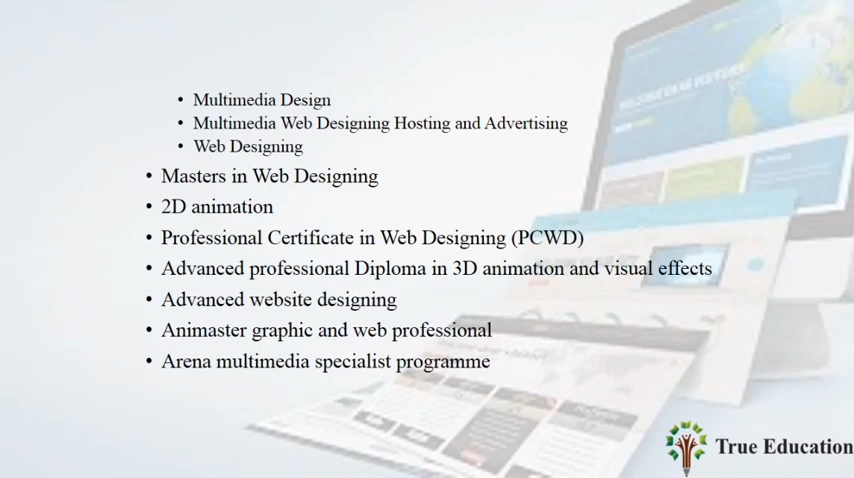 • Multimedia Design
• Multimedia Web Designing Hosting and Advertising
• Web Designing
• Masters in Web Designing
• 2D animation
• Professional Certificate in Web Designing (PCWD)
• Advanced professional Diploma in 3D animation and visual effects
• Advanced website designing
• Animaster graphic and web professional
• Arena multimedia specialist programme
True Education